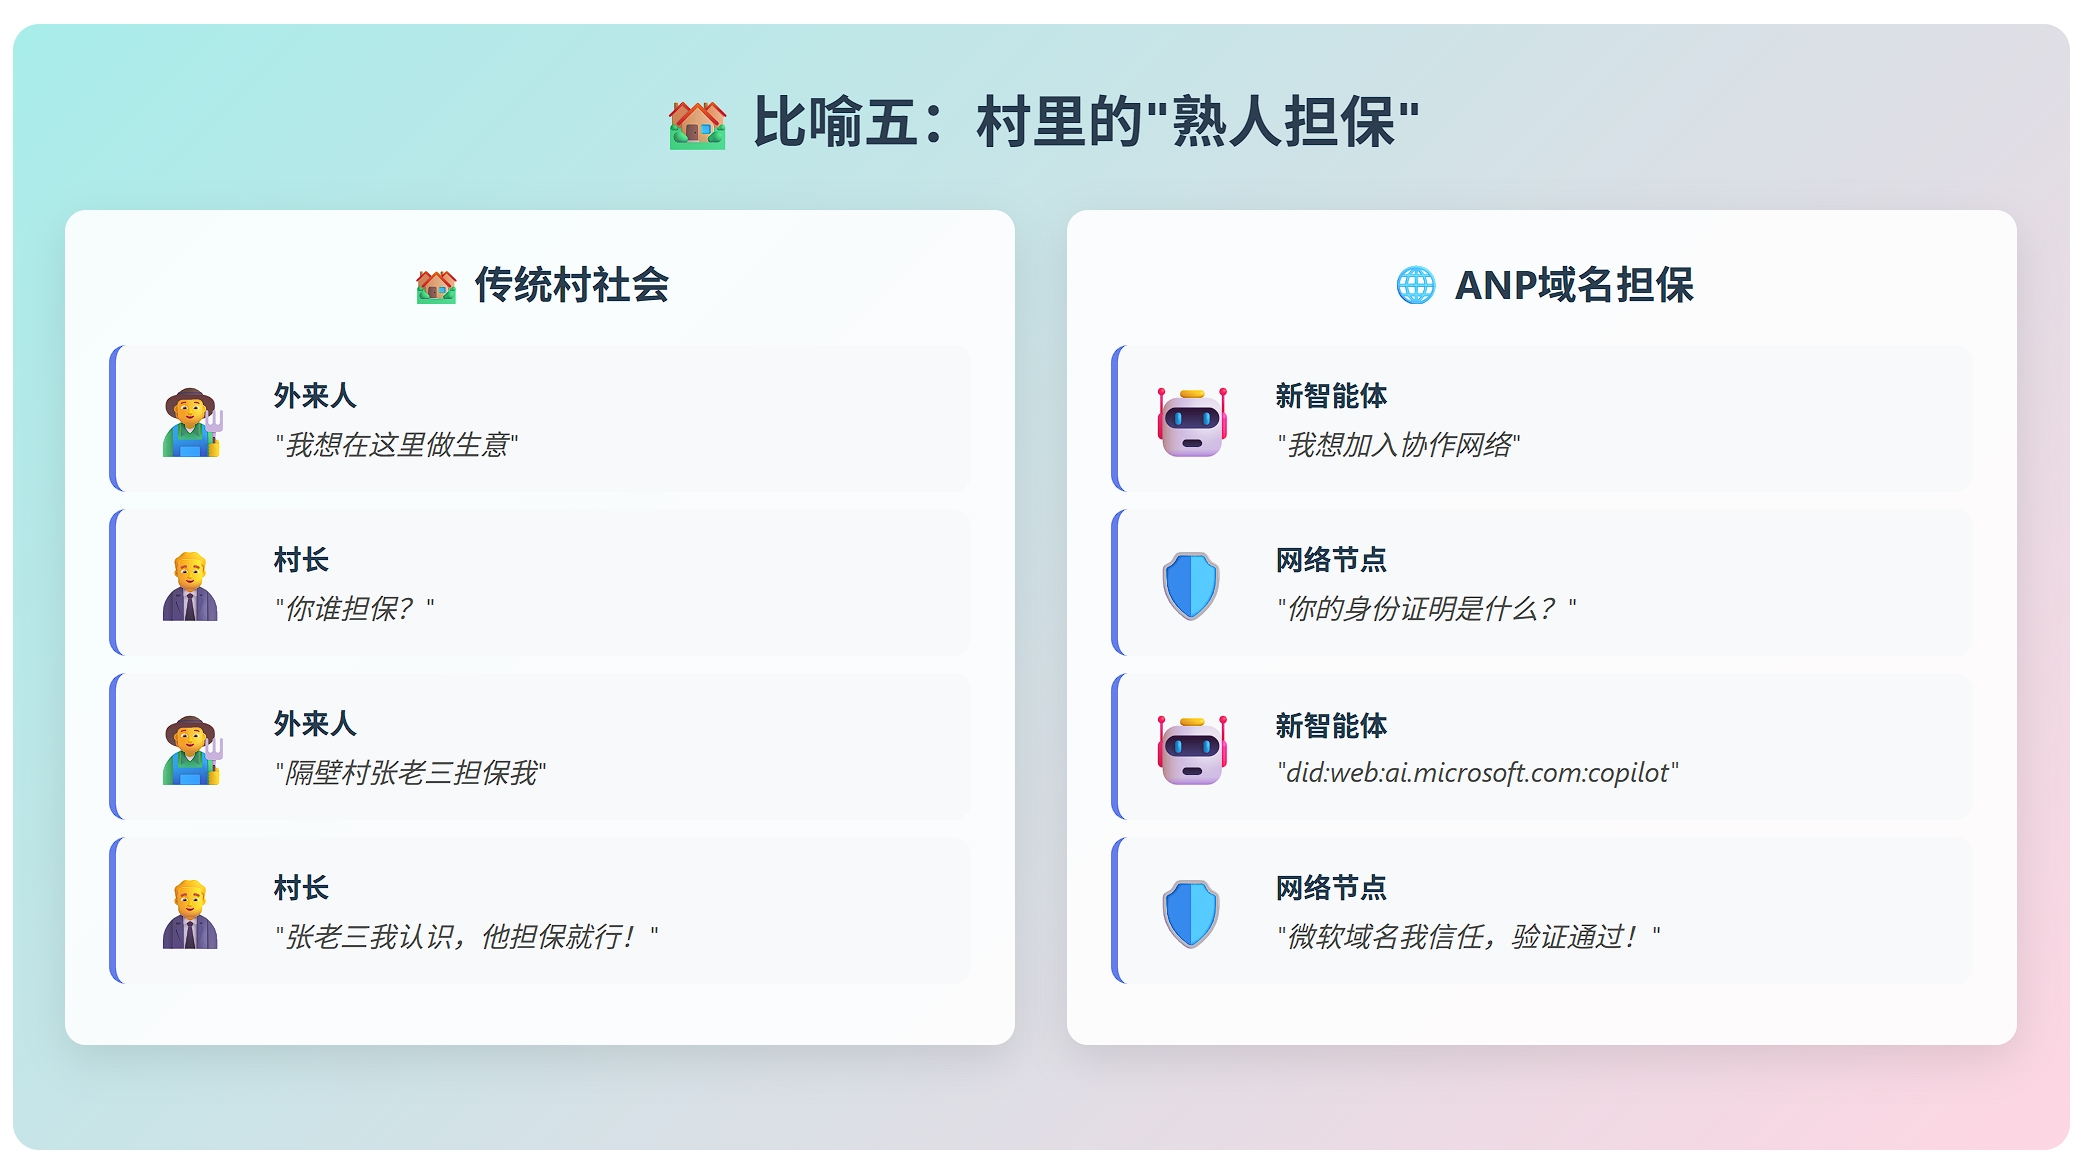 比喻五：村里的"熟人担保"
传统村社会
外来人
"我想在这里做生意"
村长
"你谁担保？"
外来人
"隔壁村张老三担保我"
村长
"张老三我认识，他担保就行！"
ANP域名担保
新智能体
"我想加入协作网络"
网络节点
"你的身份证明是什么？"
新智能体
"did:web:ai.microsoft.com:copilot"
网络节点
"微软域名我信任，验证通过！"